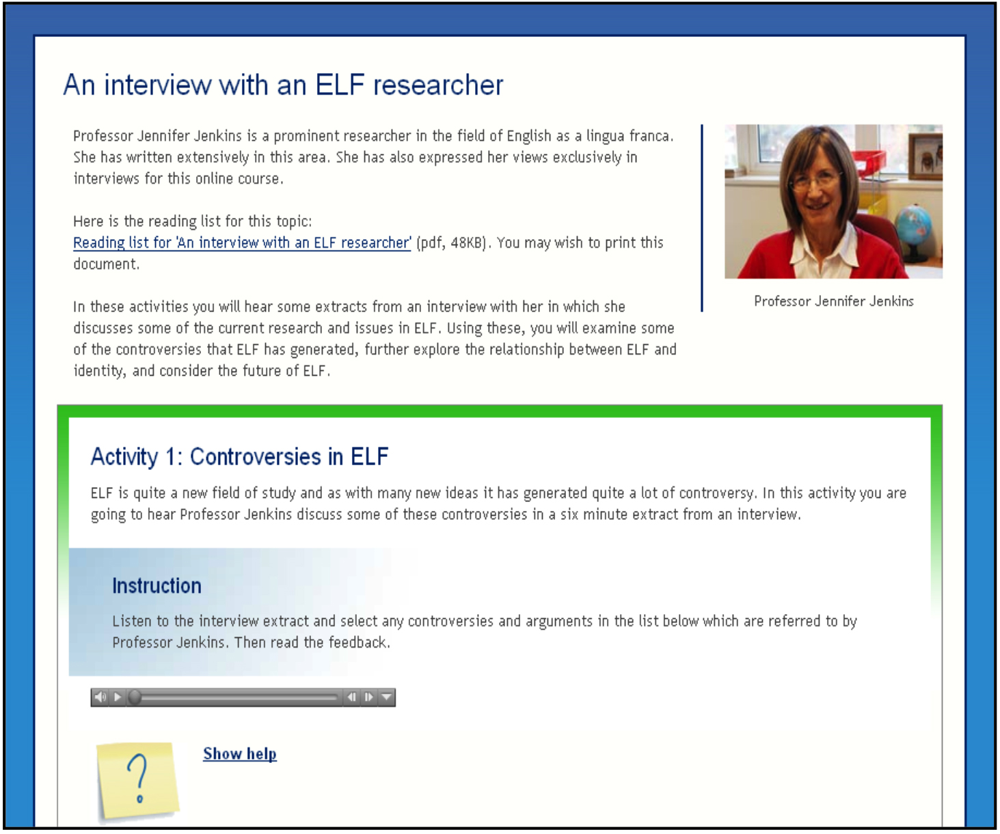 An interview with an ELF researcher
Professor Jennifer Jenkins is a prominent researcher in the field of English as a lingua franca.
She has written extensively in this area. She has also expressed her views exclusively in
interviews for this online course.
Here is the reading list for this topic:
Reading list for 'An interview with an ELF researcher' (pdf, 48KB). You may wish to print this
document.
In these activities you will hear some extracts from an interview with her in which she
discusses some of the current research and issues in ELF. Using these, you will examine some
of the controversies that ELF has generated, further explore the relationship between ELF and
identity, and consider the future of ELF.
Professor Jennifer Jenkins
Activity 1: Controversies in ELF
ELF is quite a new field of study and as with many new ideas it has generated quite a lot of controversy. In this activity you are
going to hear Professor Jenkins discuss some of these controversies in a six minute extract from an interview.
Instruction
Listen to the interview extract and select any controversies and arguments in the list below which are referred to by
Professor Jenkins. Then read the feedback.
?
Show help